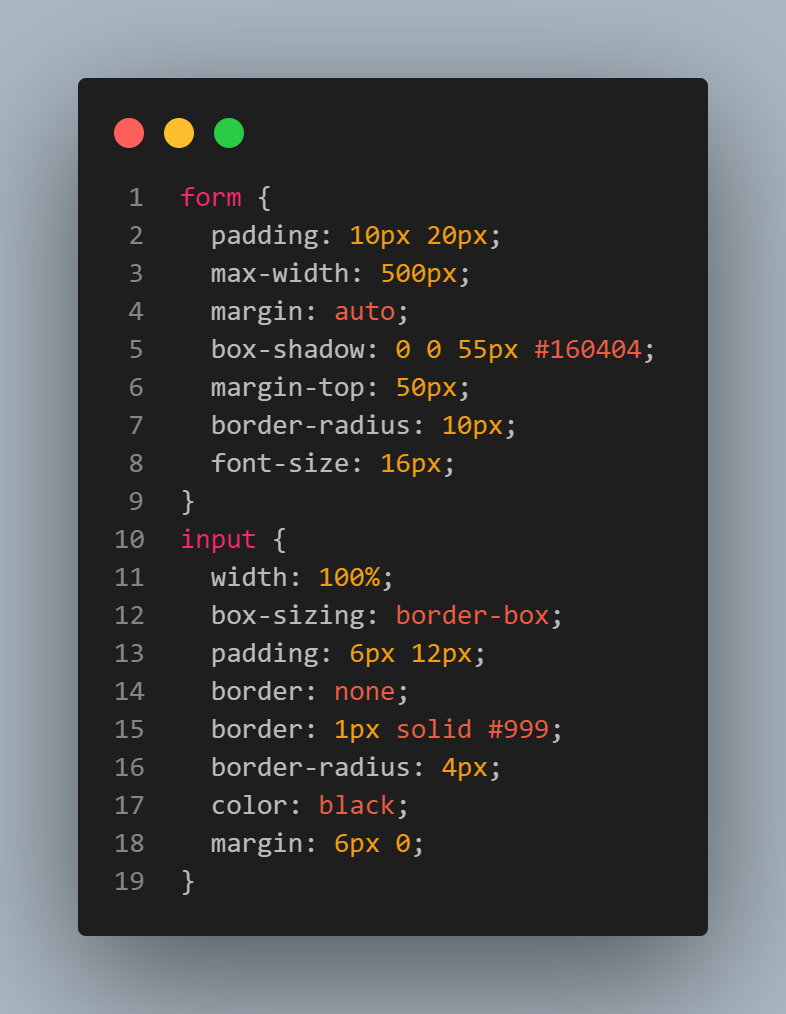 1 form {
2   padding: 10px 20px;
3   max-width: 500px;
4   margin: auto;
5   box-shadow: 0 0 55px #160404;
6   margin-top: 50px;
7   border-radius: 10px;
8   font-size: 16px;
9 }
10 input {
11   width: 100%;
12   box-sizing: border-box;
13   padding: 6px 12px;
14   border: none;
15   border: 1px solid #999;
16   border-radius: 4px;
17   color: black;
18   margin: 6px 0;
19 }